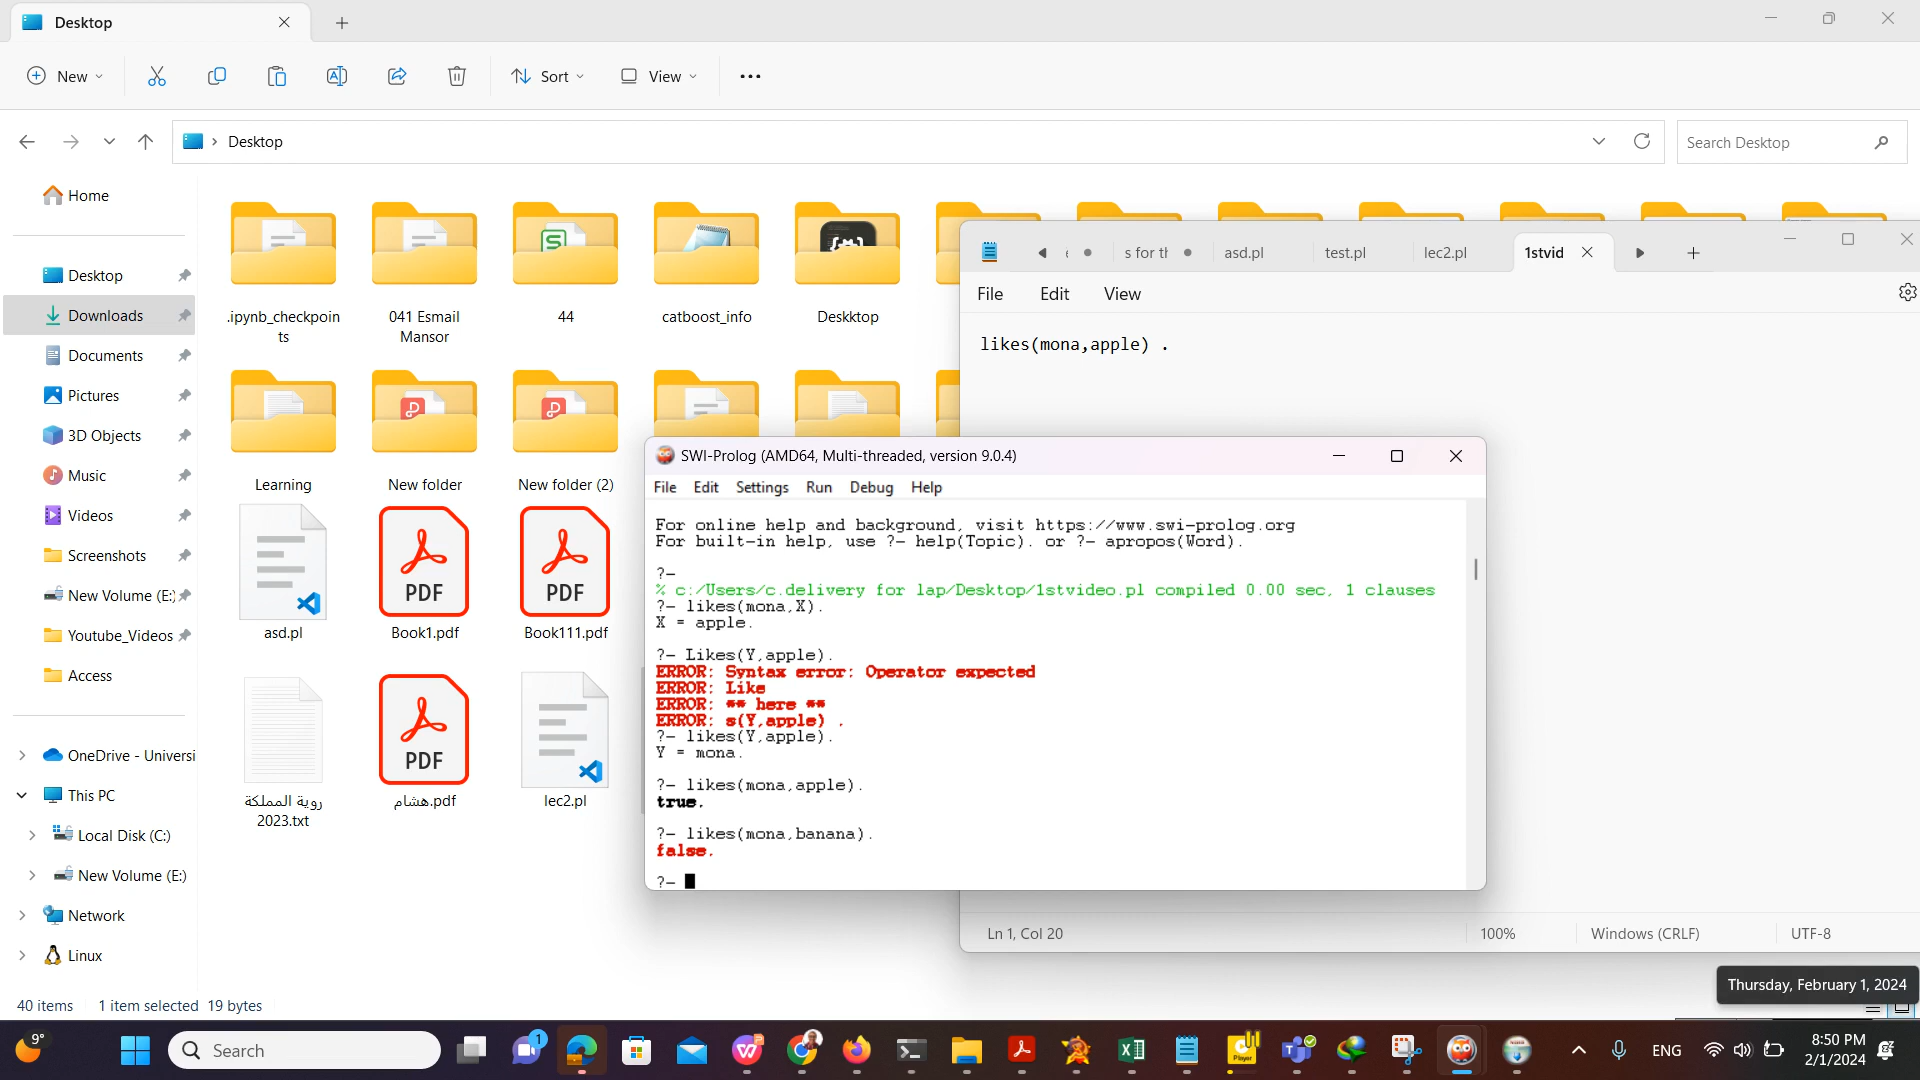 Desktop
New
Sort
View
Desktop
Search Desktop
Home
Desktop
Downloads
Documents
Pictures
3D Objects
Music
Videos
Screenshots
New Volume (E:)
Youtube_Videos
Access
OneDrive - Universi
This PC
Local Disk (C:)
New Volume (E:)
Network
Linux
.ipynb_checkpoin
ts
041 Esmail
Mansor
44
catboost_info
Deskktop
Learning
New folder
New folder (2)
asd.pl
PDF
Book1.pdf
PDF
Book111.pdf
روية المملكة
2023.txt
PDF
هشام.pdf
lec2.pl
s for th
asd.pl
test.pl
lec2.pl
1stvid
File
Edit
View
likes(mona,apple) .
Ln 1, Col 20
100%
Windows (CRLF)
UTF-8
SWI-Prolog (AMD64, Multi-threaded, version 9.0.4)
File Edit Settings Run Debug Help
For online help and background, visit https://www.swi-prolog.org
For built-in help, use ?- help(Topic). or ?- apropos(Word).
?-
% c:/Users/c.delivery for lap/Desktop/1stvideo.pl compiled 0.00 sec, 1 clauses
?- likes(mona,X).
X = apple.
?- Likes(Y,apple).
ERROR: Syntax error: Operator expected
ERROR: Like
ERROR: ** here **
ERROR: s(Y,apple) .
?- likes(Y,apple).
Y = mona.
?- likes(mona,apple).
true.
?- likes(mona,banana).
false.
?-
40 items
1 item selected 19 bytes
Thursday, February 1, 2024
9°
Search
1
Player
ENG
8:50 PM
2/1/2024